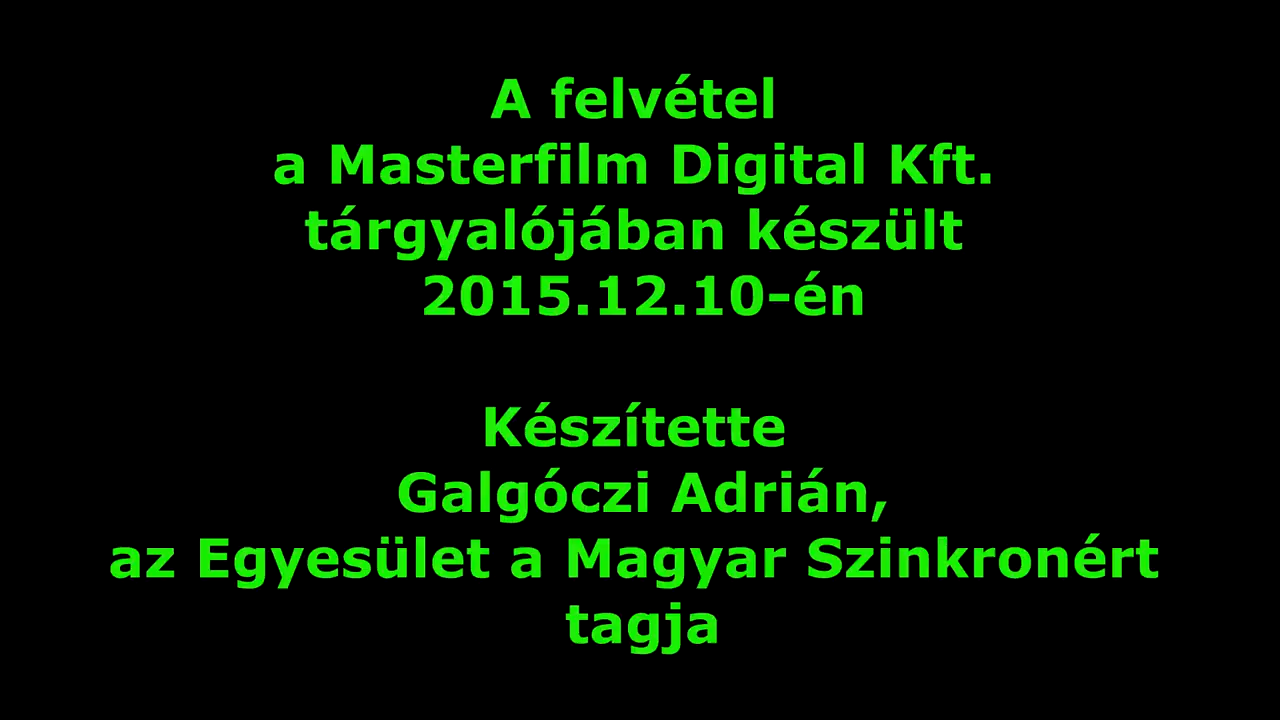 A felvétel
a Masterfilm Digital Kft.
tárgyalójában készült
2015.12.10-én
Készítette
Galgóczi Adrián,
az Egyesület a Magyar Szinkronért
tagja